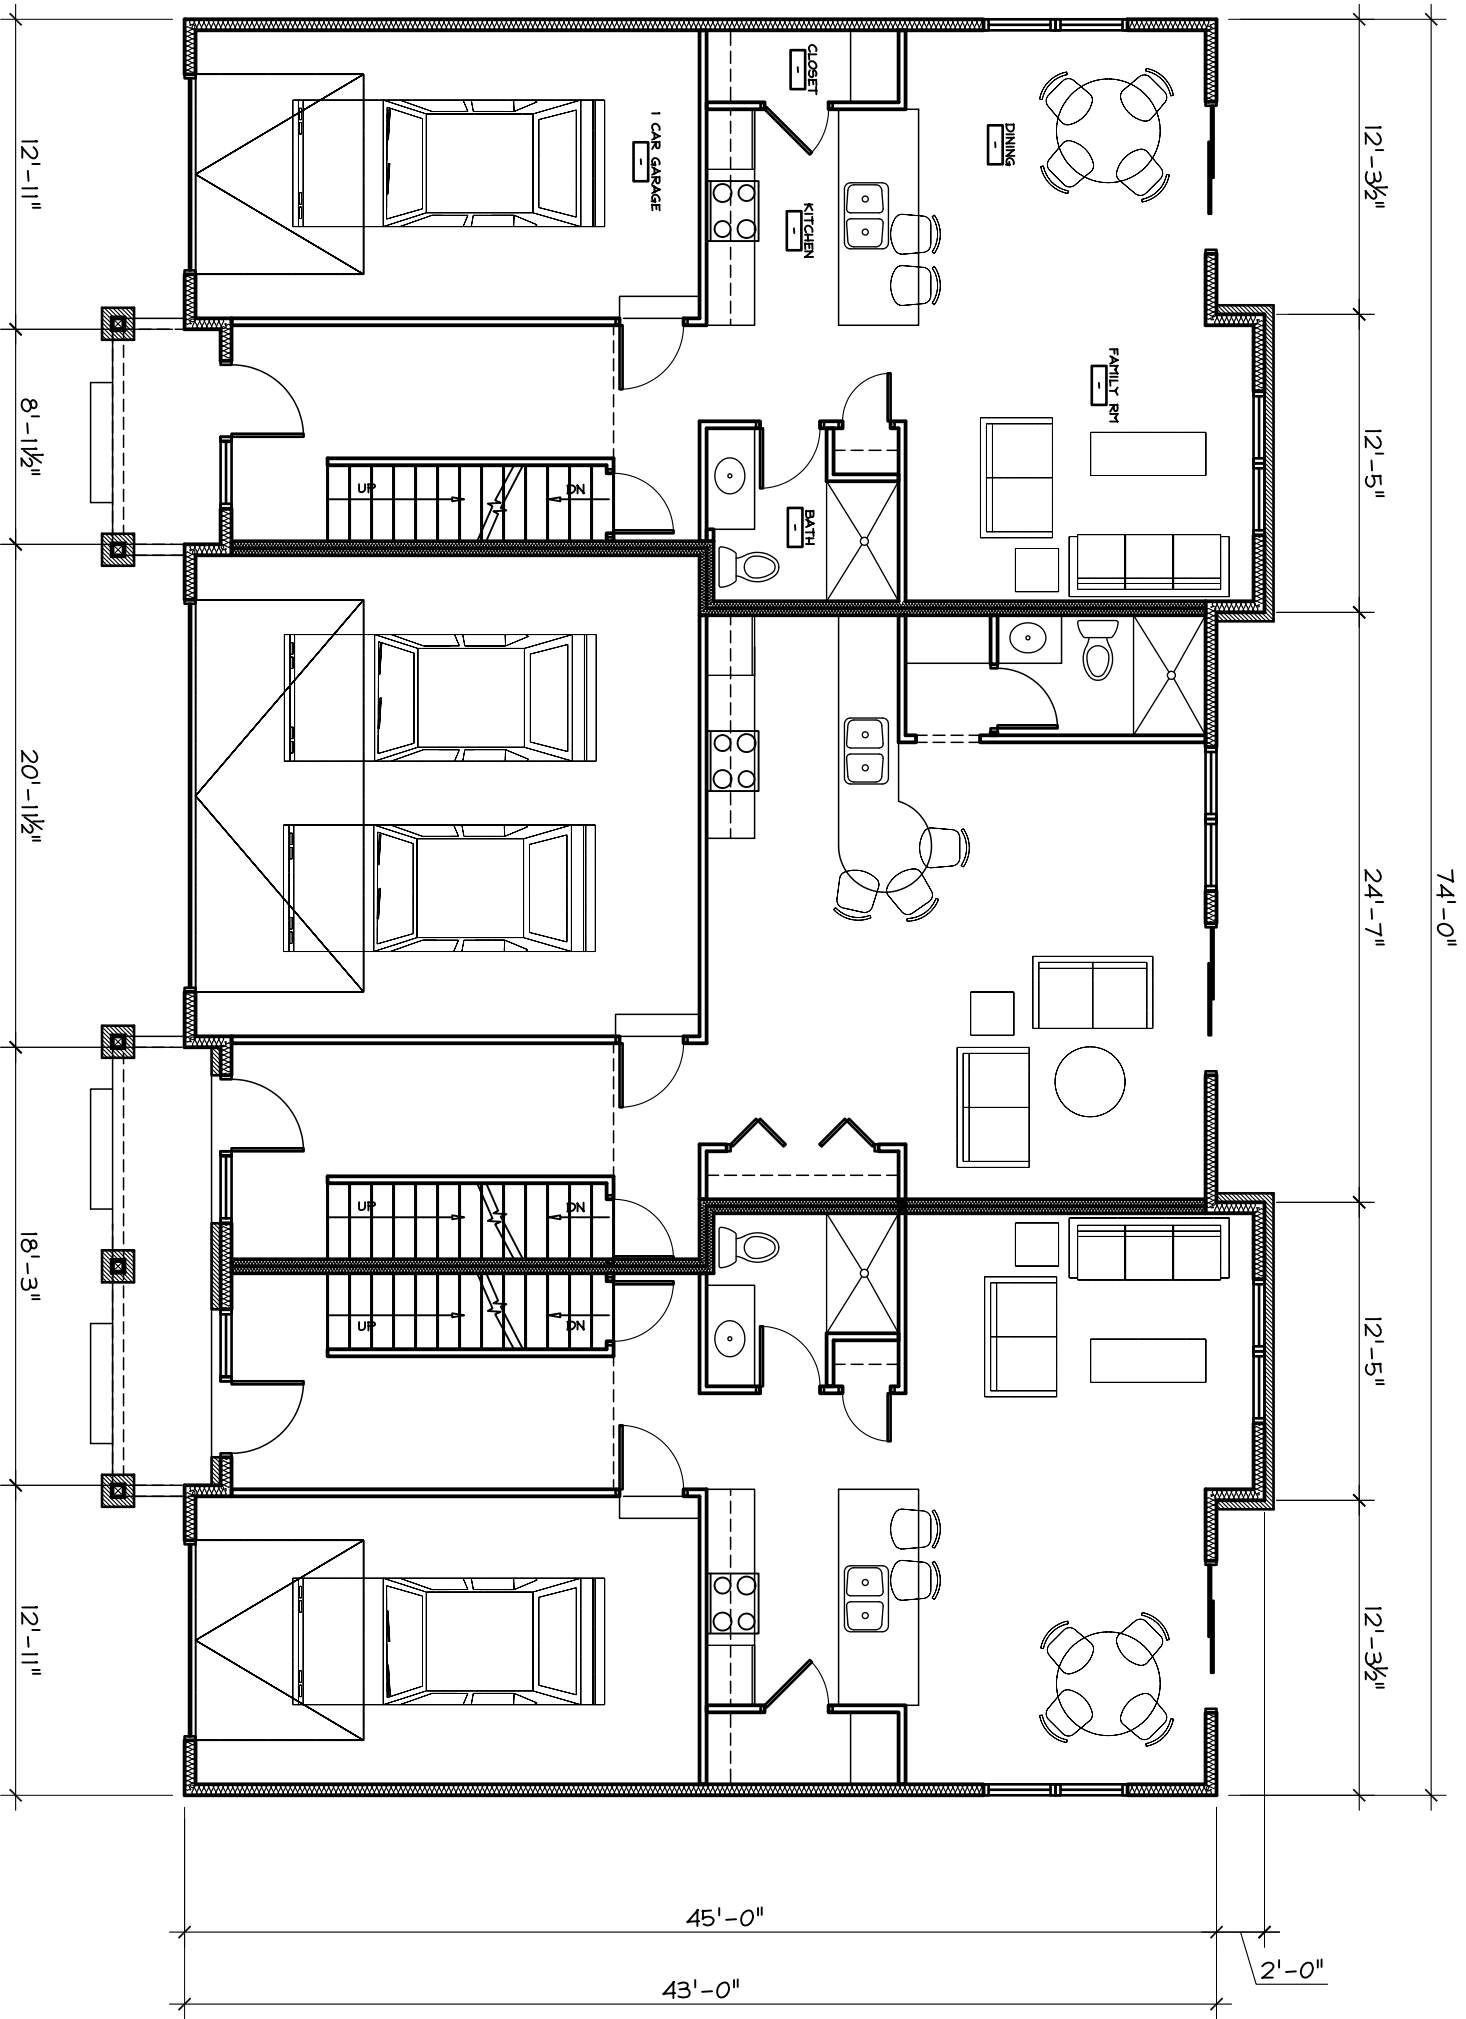 74'-0"
12'-3½"
12'-5"
24'-7"
12'-5"
12'-3½"
CLOSET
-
DINING
-
1 CAR GARAGE
-
KITCHEN
-
FAMILY RM
-
BATH
-
UP
DN
UP
DN
UP
DN
12'-11"
8'-11½"
20'-11½"
18'-3"
12'-11"
45'-0"
2'-0"
43'-0"